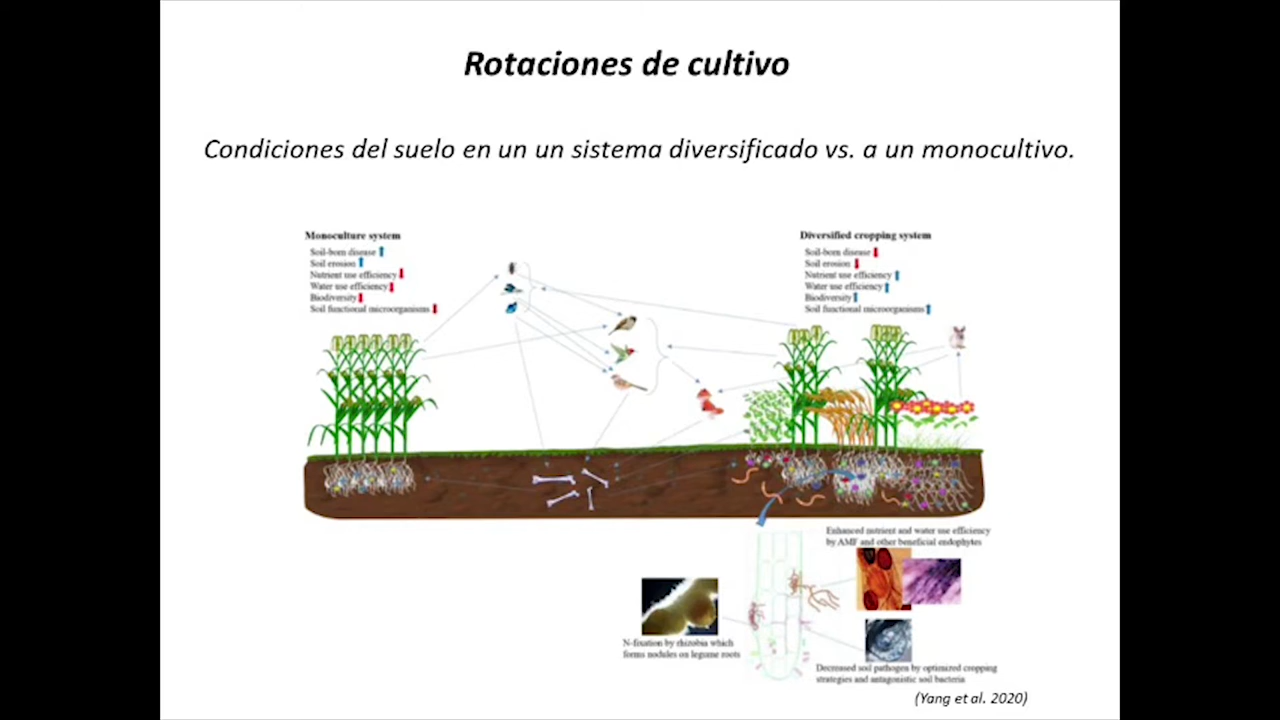 Rotaciones de cultivo
Condiciones del suelo en un un sistema diversificado vs. a un monocultivo.
Monoculture system
Soil-born disease
Soil erosion
Nutrient use efficiency
Water use efficiency
Biodiversity
Soil functional microorganisms
Diversified cropping system
Soil-born disease
Soil erosion
Nutrient use efficiency
Water use efficiency
Biodiversity
Soil functional microorganisms
Enhanced nutrient and water use efficiency
by AMF and other beneficial endophytes
N-fixation by rhizobia which
forms nodules on legume roots
Decreased soil pathogen by optimized cropping
strategies and antagonistic soil bacteria
(Yang et al. 2020)